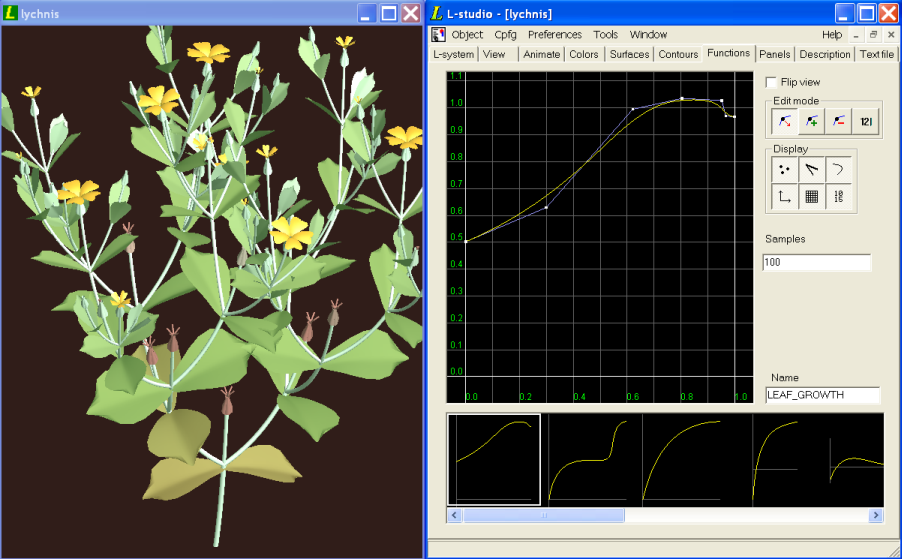 lychnis
L-studio - [lychnis]
Object Cpfg Preferences Tools Window Help
L-system View Animate Colors Surfaces Contours Functions Panels Description Text file
1.1
1.0
0.9
0.8
0.7
0.6
0.5
0.4
0.3
0.2
0.1
0.0
0.0 0.2 0.4 0.6 0.8 1.0
Flip view
Edit mode
121
Display
10
16
Samples
100
Name
LEAF_GROWTH